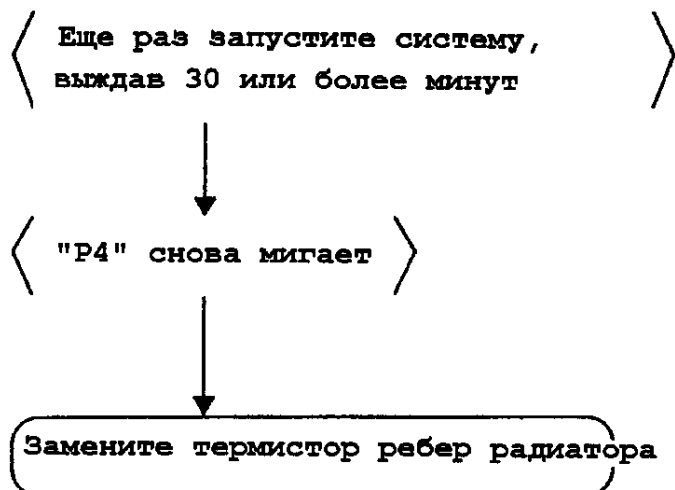 Еще раз запустите систему,
выждав 30 или более минут
"P4" снова мигает
Замените термистор ребер радиатора